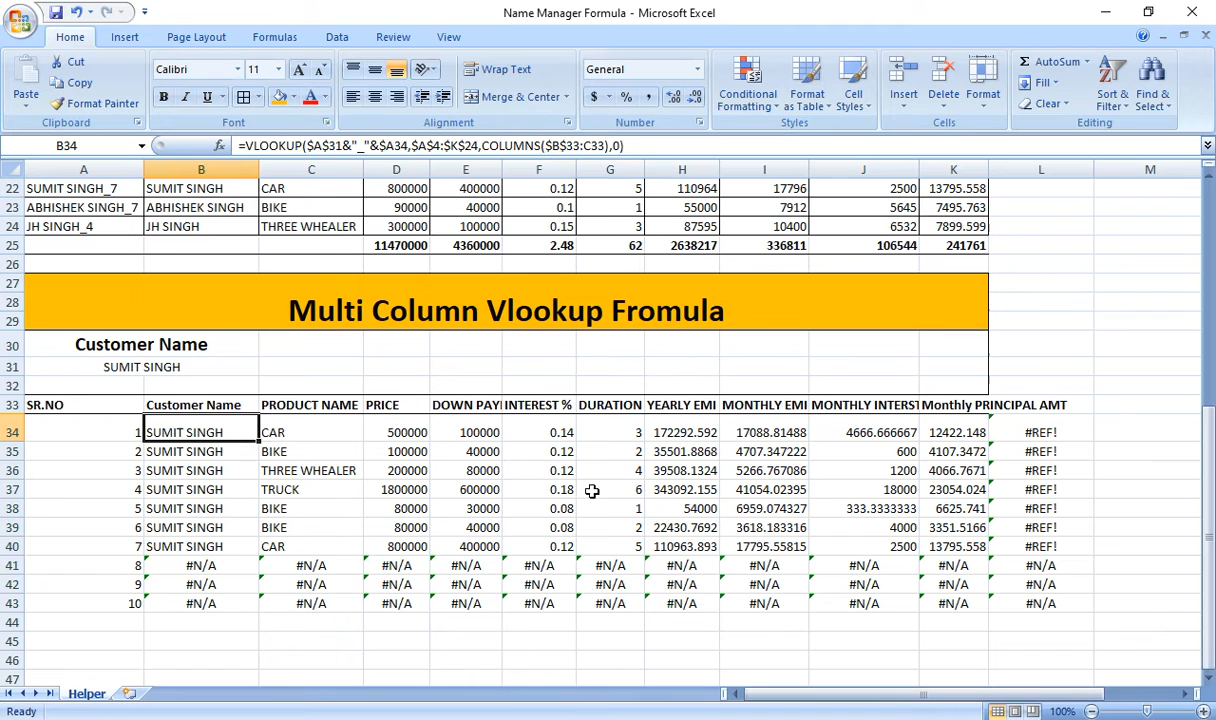 Name Manager Formula - Microsoft Excel
Home Insert Page Layout Formulas Data Review View
Paste Cut Copy Format Painter Clipboard
Calibri 11 A A B I U A Font
Wrap Text Merge & Center Alignment
General $ % , .0 .00 .00 .0 Number
Conditional Formatting Format as Table Cell Styles Styles
Insert Delete Format Cells
Σ AutoSum Fill Clear Sort & Filter Find & Select Editing
B34 fx =VLOOKUP($A$31&"_"&$A34,$A$4:$K$24,COLUMNS($B$33:C33),0)
A B C D E F G H I J K L M
22 SUMIT SINGH_7 SUMIT SINGH CAR 800000 400000 0.12 5 110964 17796 2500 13795.558
23 ABHISHEK SINGH_7 ABHISHEK SINGH BIKE 90000 40000 0.1 1 55000 7912 5645 7495.763
24 JH SINGH_4 JH SINGH THREE WHEALER 300000 100000 0.15 3 87595 10400 6532 7899.599
25 11470000 4360000 2.48 62 2638217 336811 106544 241761
26
27
28 Multi Column Vlookup Fromula
29
30 Customer Name
31 SUMIT SINGH
32
33 SR.NO Customer Name PRODUCT NAME PRICE DOWN PAYI INTEREST % DURATION YEARLY EMI MONTHLY EMI MONTHLY INTERST Monthly PRINCIPAL AMT
34 1 SUMIT SINGH CAR 500000 100000 0.14 3 172292.592 17088.81488 4666.666667 12422.148 #REF!
35 2 SUMIT SINGH BIKE 100000 40000 0.12 2 35501.8868 4707.347222 600 4107.3472 #REF!
36 3 SUMIT SINGH THREE WHEALER 200000 80000 0.12 4 39508.1324 5266.767086 1200 4066.7671 #REF!
37 4 SUMIT SINGH TRUCK 1800000 600000 0.18 6 343092.155 41054.02395 18000 23054.024 #REF!
38 5 SUMIT SINGH BIKE 80000 30000 0.08 1 54000 6959.074327 333.3333333 6625.741 #REF!
39 6 SUMIT SINGH BIKE 80000 40000 0.08 2 22430.7692 3618.183316 4000 3351.5166 #REF!
40 7 SUMIT SINGH CAR 800000 400000 0.12 5 110963.893 17795.55815 2500 13795.558 #REF!
41 8 #N/A #N/A #N/A #N/A #N/A #N/A #N/A #N/A #N/A #N/A #N/A
42 9 #N/A #N/A #N/A #N/A #N/A #N/A #N/A #N/A #N/A #N/A #N/A
43 10 #N/A #N/A #N/A #N/A #N/A #N/A #N/A #N/A #N/A #N/A #N/A
44
45
46
47
Helper
Ready 100%